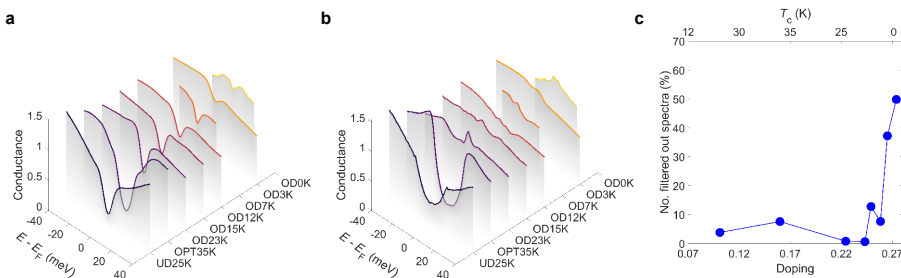 a
Conductance
1.5
1
0.5
0
-40
-20
0
20
40
E - E_F (meV)
OD0K
OD3K
OD7K
OD12K
OD15K
OD23K
OPT35K
UD25K
b
Conductance
1.5
1
0.5
0
-40
-20
0
20
40
E - E_F (meV)
OD0K
OD3K
OD7K
OD12K
OD15K
OD23K
OPT35K
UD25K
c
T_c (K)
12 30 35 25 0
No. filtered out spectra (%)
70
60
50
40
30
20
10
0
0.07 0.12 0.17 0.22 0.27
Doping